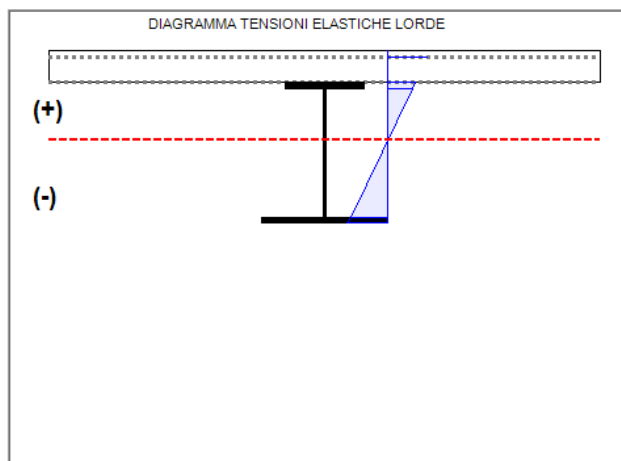 DIAGRAMMA TENSIONI ELASTICHE LORDE
(+)
(-)